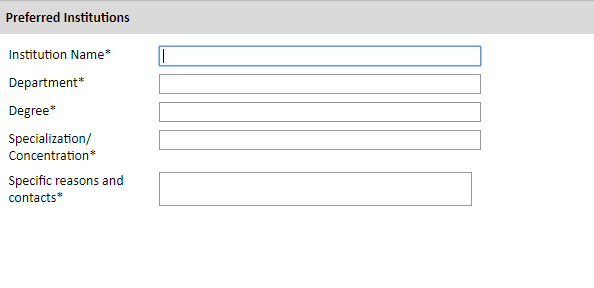 Preferred Institutions
Institution Name*
Department*
Degree*
Specialization/
Concentration*
Specific reasons and
contacts*